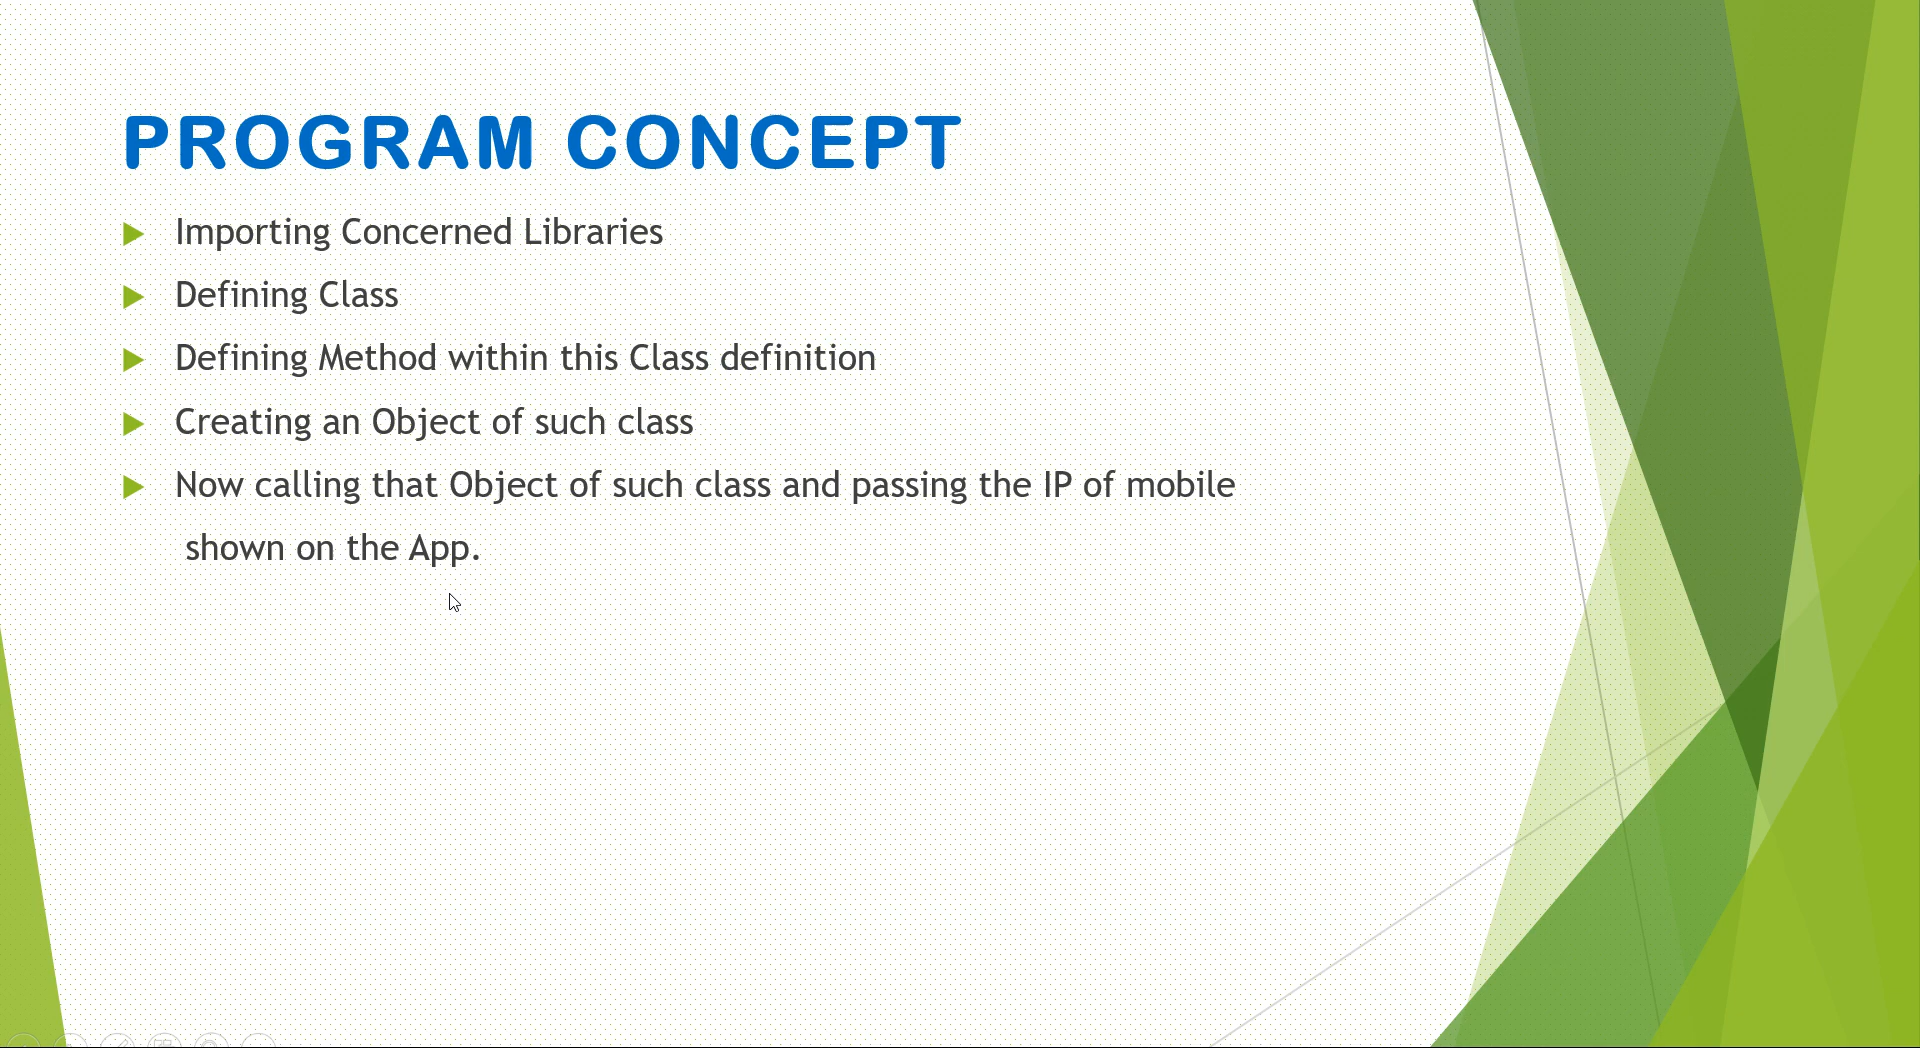 PROGRAM CONCEPT
Importing Concerned Libraries
Defining Class
Defining Method within this Class definition
Creating an Object of such class
Now calling that Object of such class and passing the IP of mobile
shown on the App.